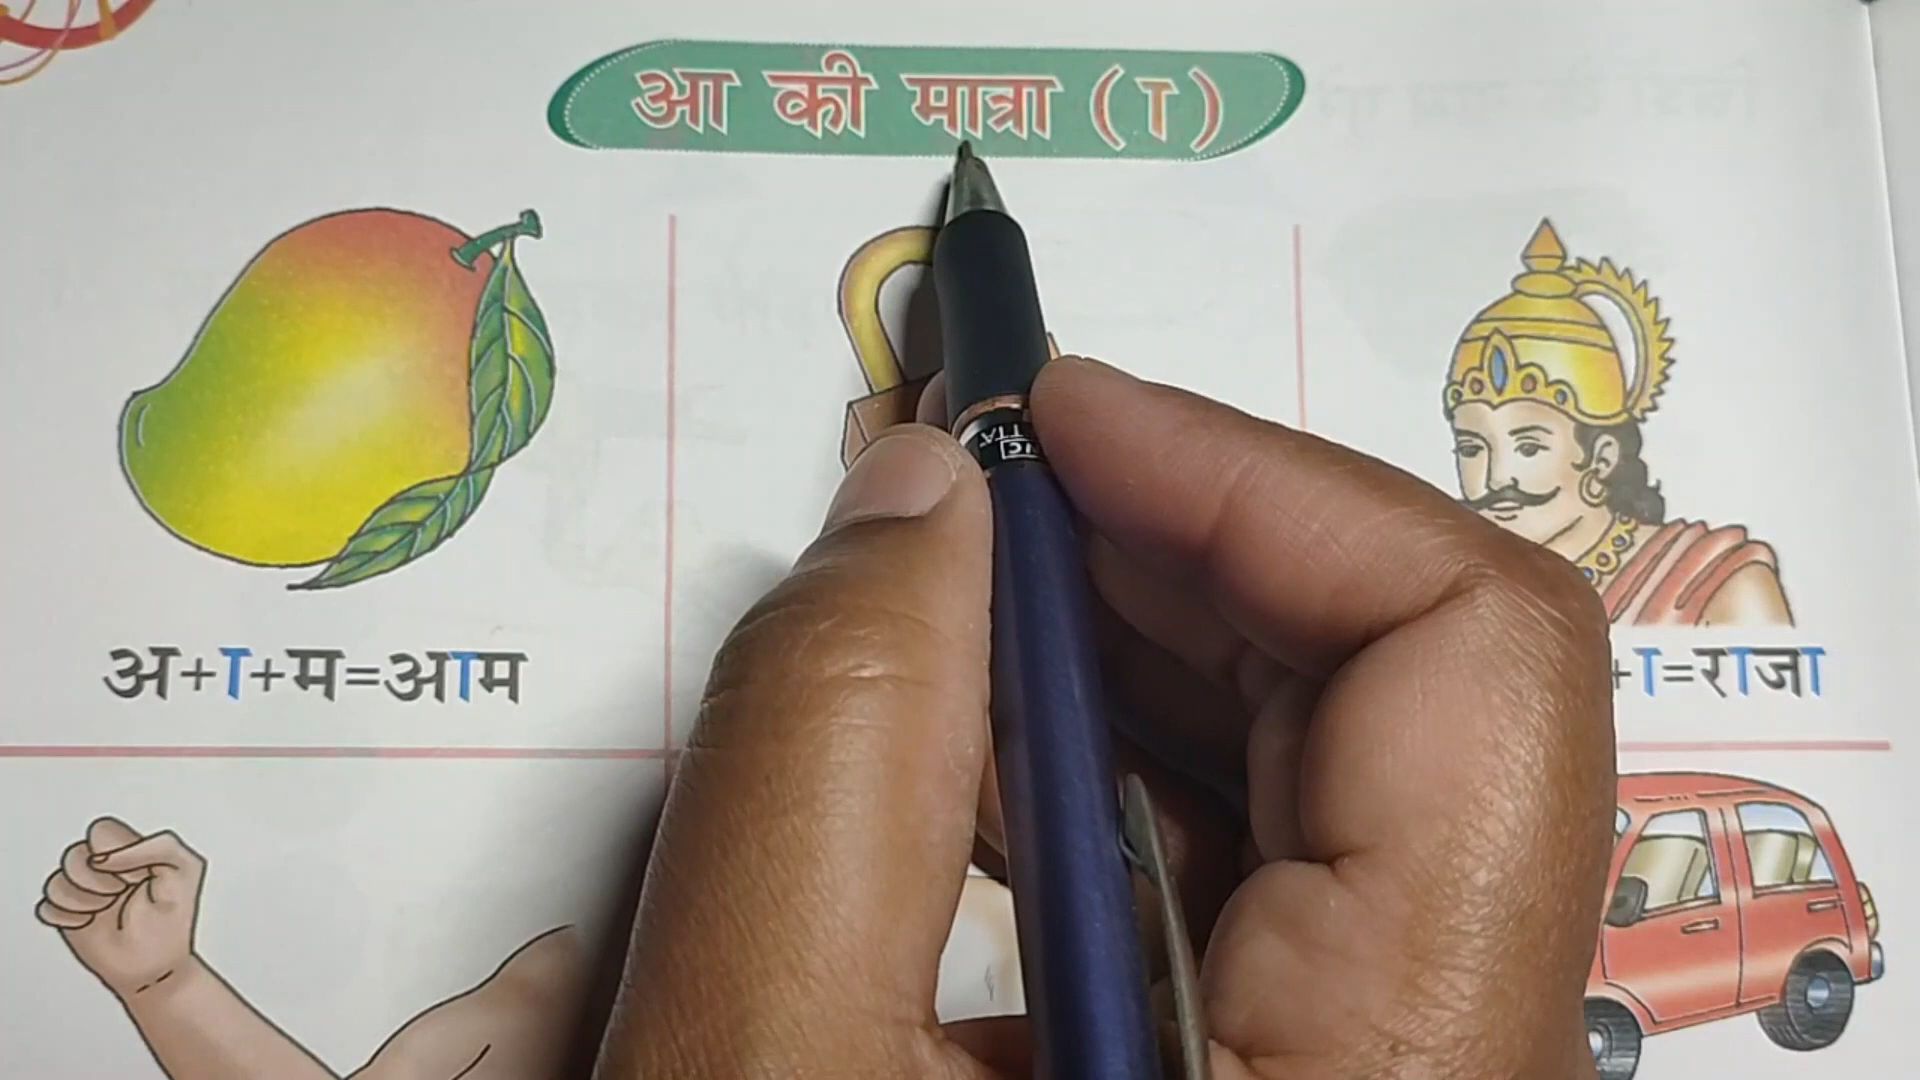 आ की मात्रा (ा)
अ+ा+म=आम
+ा=राजा